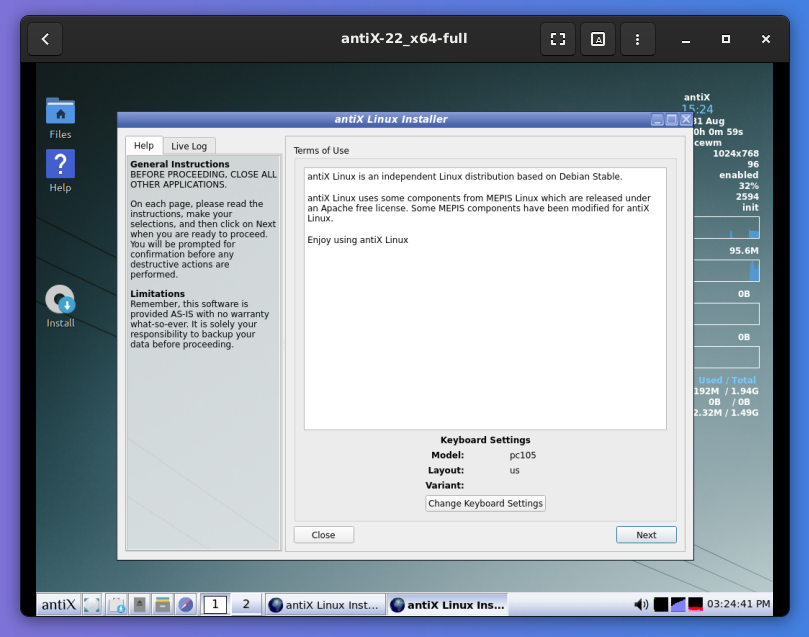 antiX-22_x64-full
Files
Help
Install
antiX Linux Installer
Help
Live Log
General Instructions
BEFORE PROCEEDING, CLOSE ALL
OTHER APPLICATIONS.
On each page, please read the
instructions, make your
selections, and then click on Next
when you are ready to proceed.
You will be prompted for
confirmation before any
destructive actions are
performed.
Limitations
Remember, this software is
provided AS-IS with no warranty
what-so-ever. It is solely your
responsibility to backup your
data before proceeding.
Terms of Use
antiX Linux is an independent Linux distribution based on Debian Stable.
antiX Linux uses some components from MEPIS Linux which are released under
an Apache free license. Some MEPIS components have been modified for antiX
Linux.
Enjoy using antiX Linux
Keyboard Settings
Model: pc105
Layout: us
Variant:
Change Keyboard Settings
Close
Next
antiX
15:24
31 Aug
0h 0m 59s
cewm
1024x768
96
enabled
32%
2594
init
95.6M
0B
0B
Used / Total
192M / 1.94G
0B / 0B
2.32M / 1.49G
antiX
1
2
antiX Linux Inst...
antiX Linux Ins...
03:24:41 PM